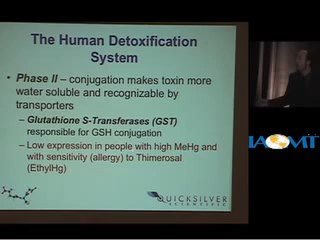 The Human Detoxification
System
• Phase II – conjugation makes toxin more
water soluble and recognizable by
transporters
– Glutathione S-Transferases (GST)
responsible for GSH conjugation
– Low expression in people with high MeHg and
with sensitivity (allergy) to Thimerosal
(EthylHg)
QUICKSILVER
SCIENTIFIC
IAOMT